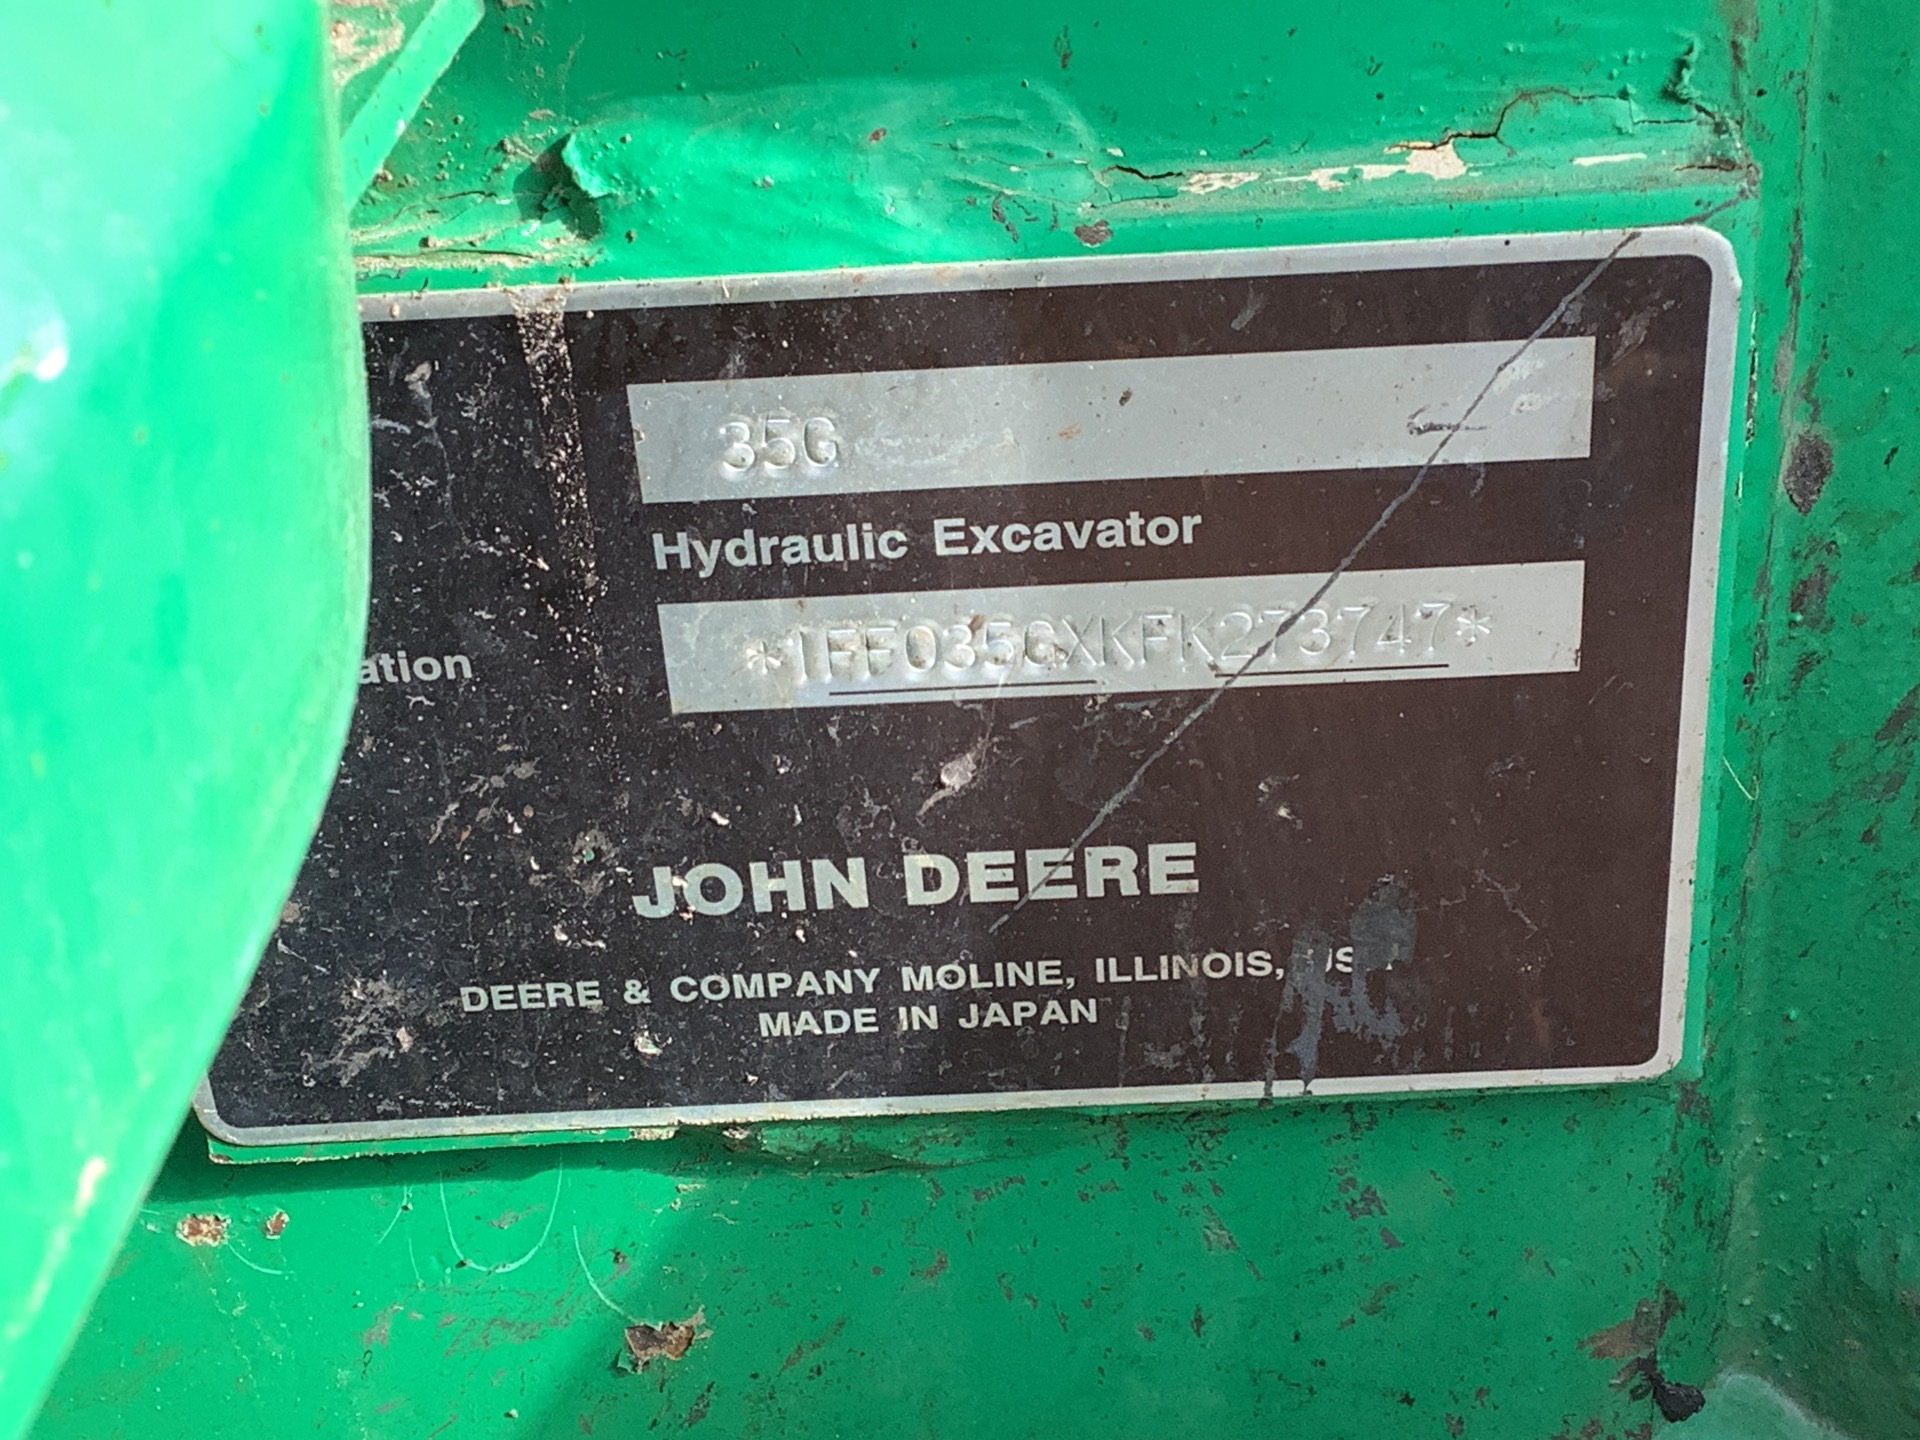 35G
Hydraulic Excavator
*1FF035GXKFK273747*
ation
JOHN DEERE
DEERE & COMPANY MOLINE, ILLINOIS,
MADE IN JAPAN